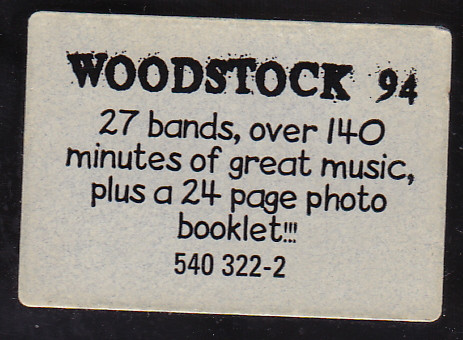 WOODSTOCK 94
27 bands, over 140
minutes of great music,
plus a 24 page photo
booklet!!!
540 322-2